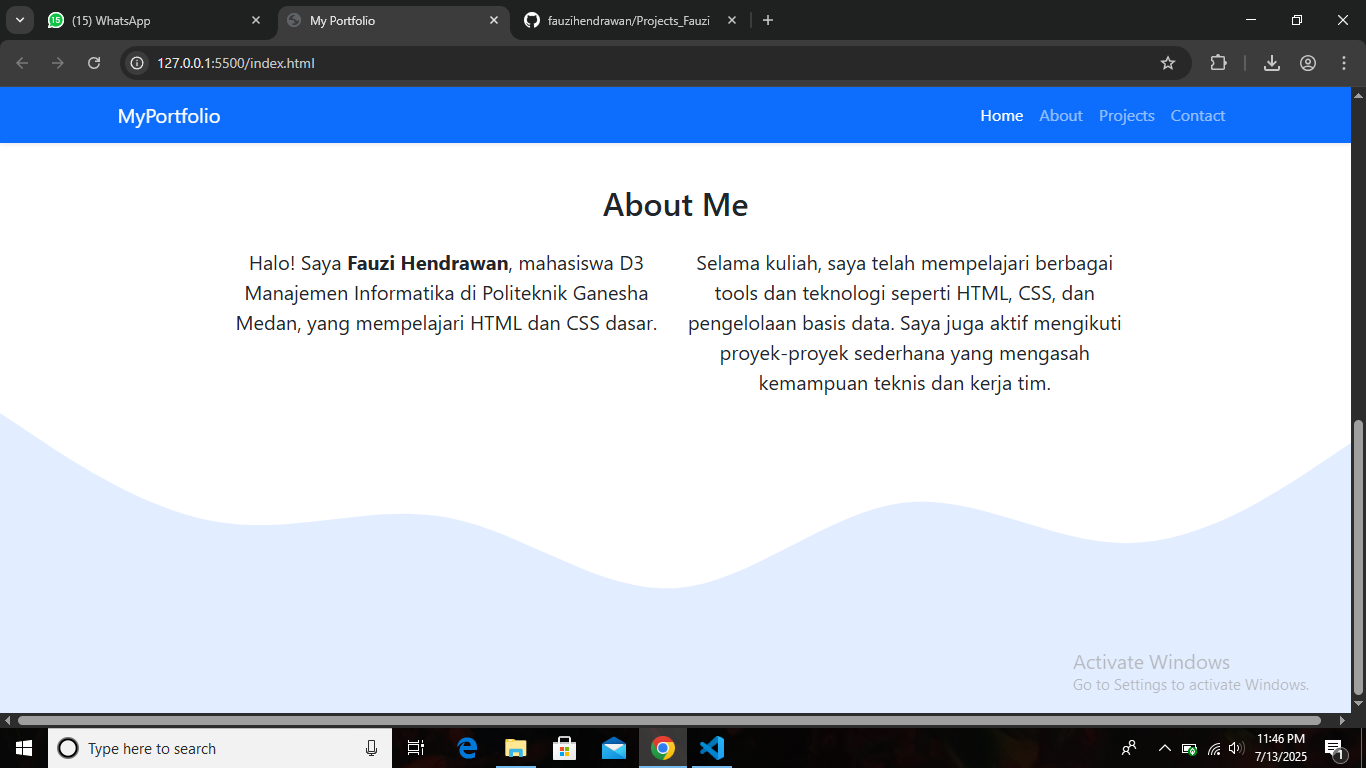 (15) WhatsApp
My Portfolio
fauzihendrawan/Projects_Fauzi
127.0.0.1:5500/index.html
MyPortfolio
Home About Projects Contact
About Me
Halo! Saya Fauzi Hendrawan, mahasiswa D3
Manajemen Informatika di Politeknik Ganesha
Medan, yang mempelajari HTML dan CSS dasar.
Selama kuliah, saya telah mempelajari berbagai
tools dan teknologi seperti HTML, CSS, dan
pengelolaan basis data. Saya juga aktif mengikuti
proyek-proyek sederhana yang mengasah
kemampuan teknis dan kerja tim.
Activate Windows
Go to Settings to activate Windows.
Type here to search
11:46 PM
7/13/2025
1